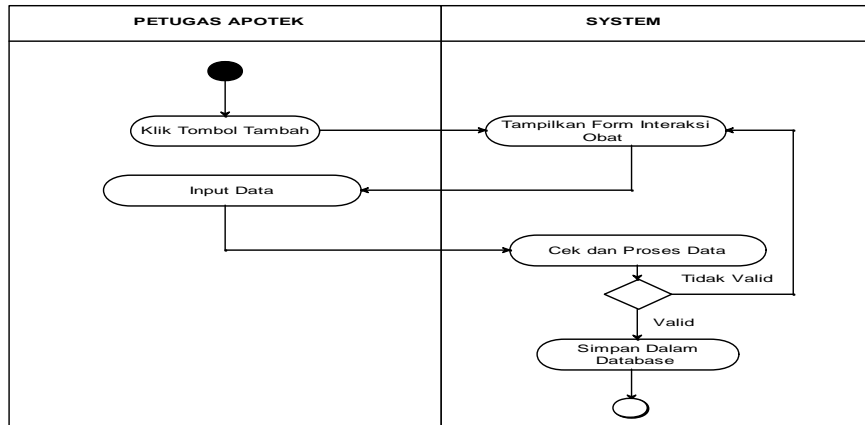 PETUGAS APOTEK
SYSTEM
Klik Tombol Tambah
Tampilkan Form Interaksi
Obat
Input Data
Cek dan Proses Data
Tidak Valid
Valid
Simpan Dalam
Database